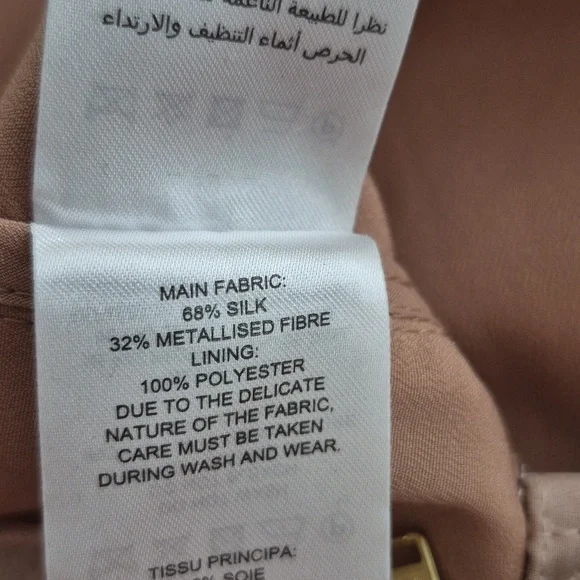 نظرا للطبيعة الناعمة
الحرص أثناء التنظيف والارتداء
MAIN FABRIC:
68% SILK
32% METALLISED FIBRE
LINING:
100% POLYESTER
DUE TO THE DELICATE
NATURE OF THE FABRIC,
CARE MUST BE TAKEN
DURING WASH AND WEAR.
TISSU PRINCIPA:
% SOIE